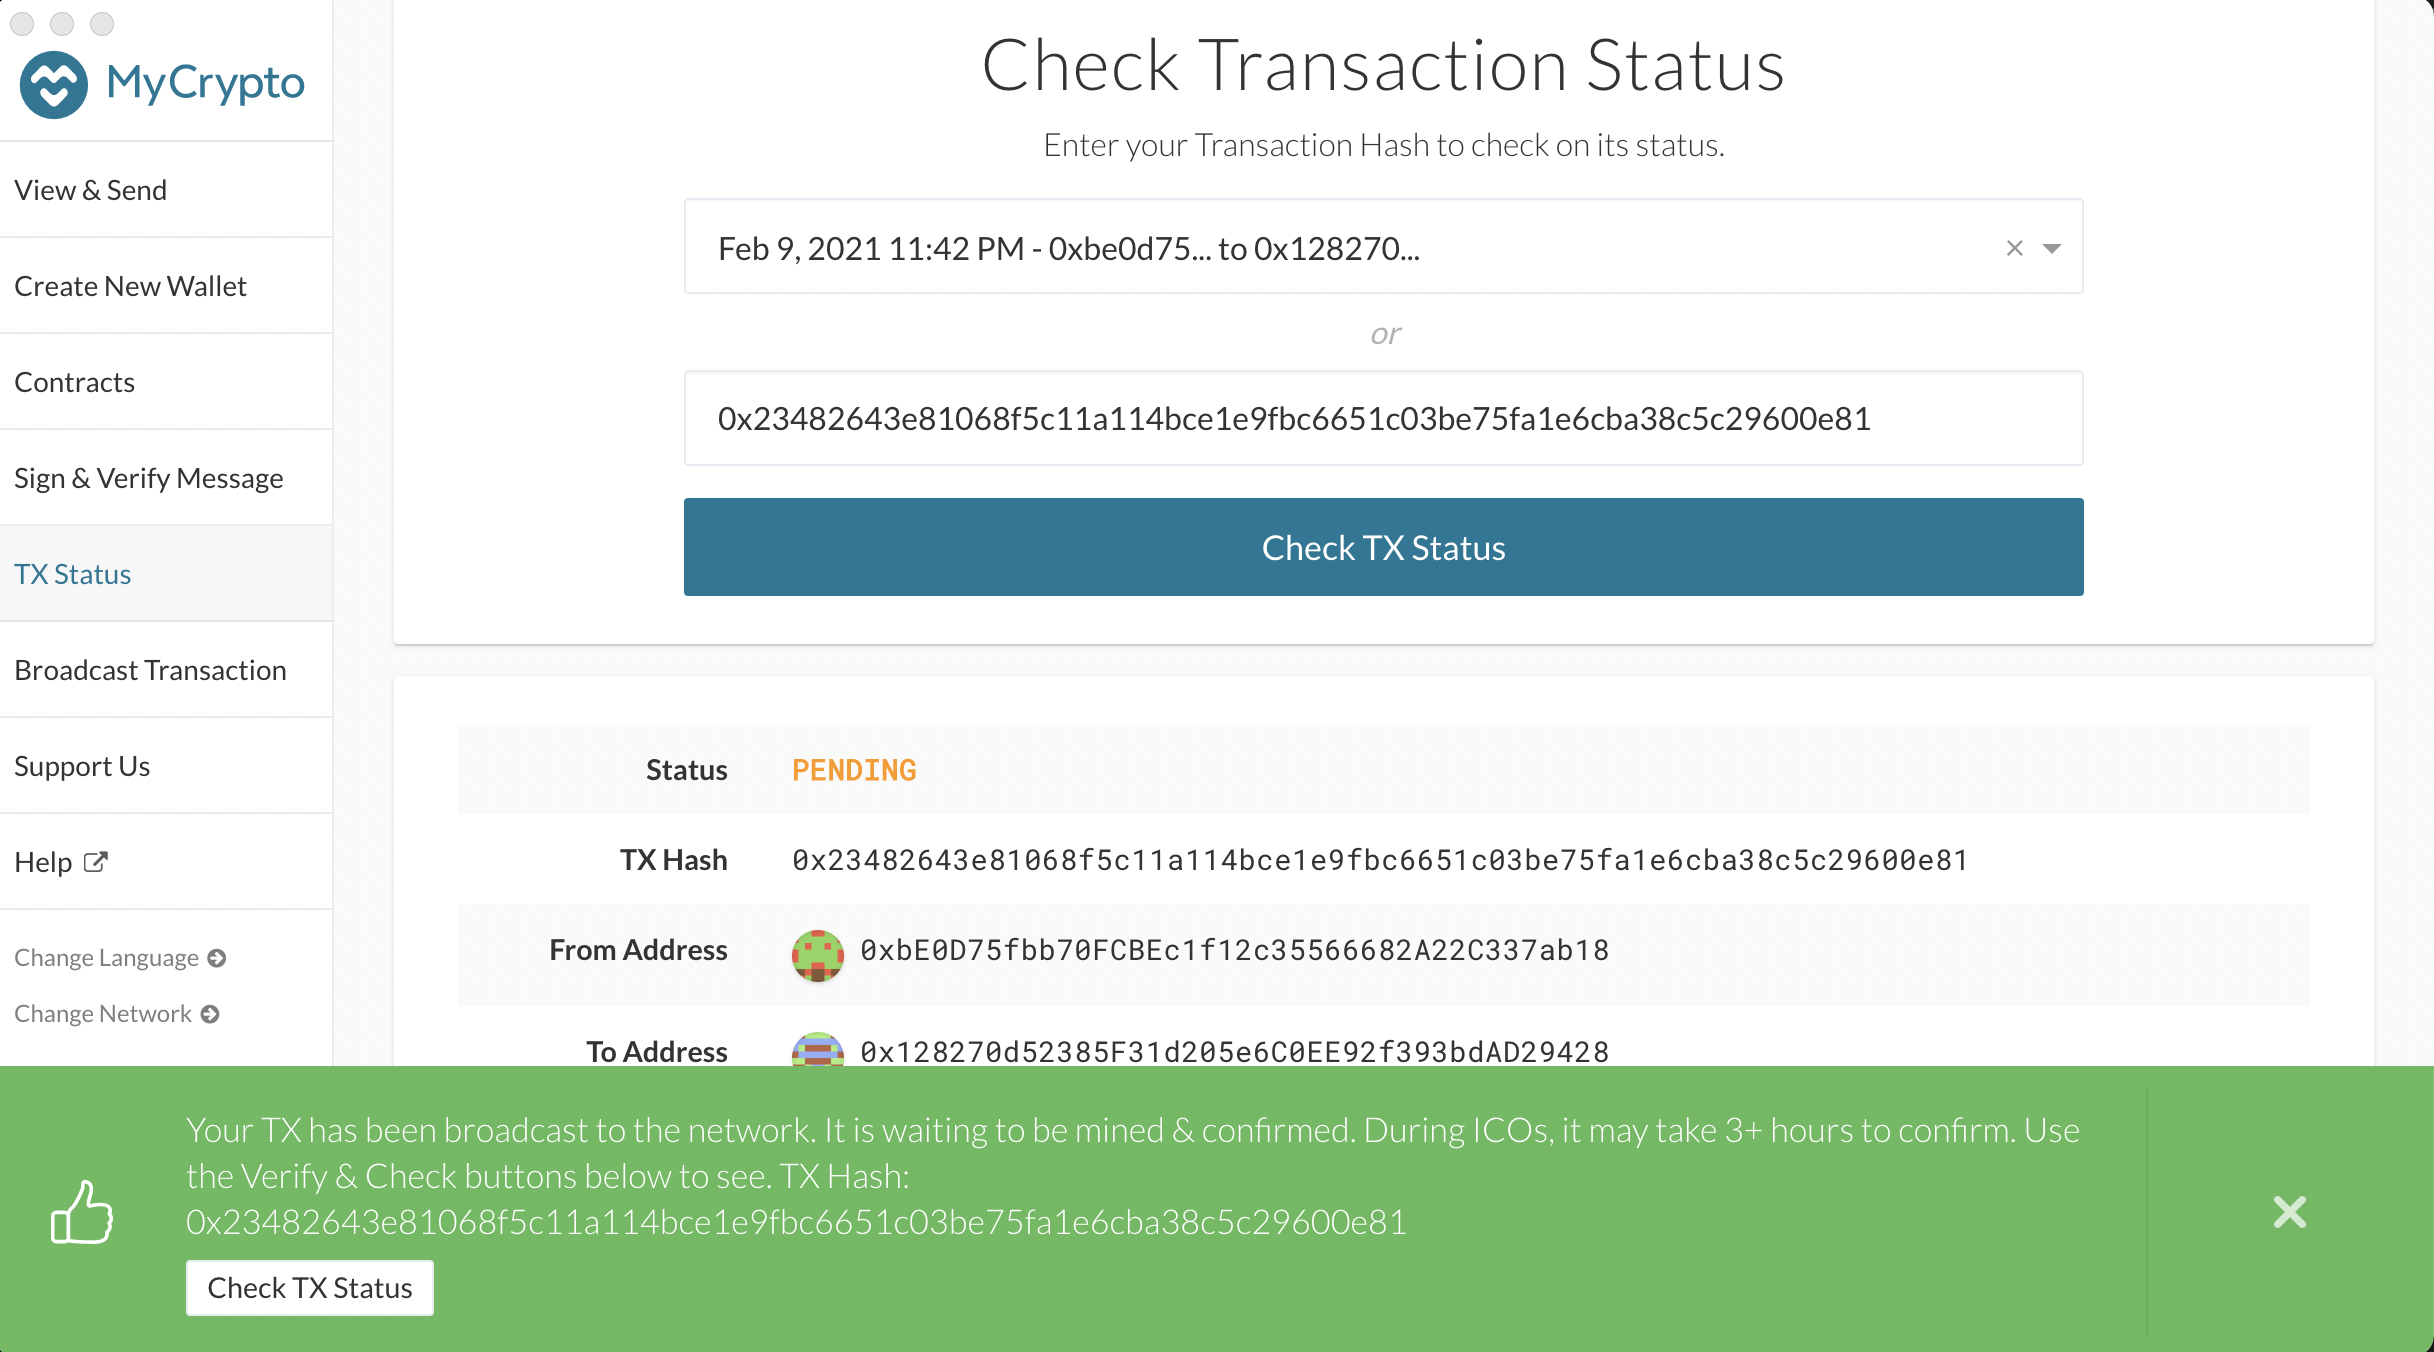 MyCrypto
View & Send
Create New Wallet
Contracts
Sign & Verify Message
TX Status
Broadcast Transaction
Support Us
Help
Change Language
Change Network
Check Transaction Status
Enter your Transaction Hash to check on its status.
Feb 9, 2021 11:42 PM - 0xbe0d75... to 0x128270...
or
0x23482643e81068f5c11a114bce1e9fbc6651c03be75fa1e6cba38c5c29600e81
Check TX Status
Status PENDING
TX Hash 0x23482643e81068f5c11a114bce1e9fbc6651c03be75fa1e6cba38c5c29600e81
From Address 0xbE0D75fbb70FCBEc1f12c35566682A22C337ab18
To Address 0x128270d52385F31d205e6C0EE92f393bdAD29428
Your TX has been broadcast to the network. It is waiting to be mined & confirmed. During ICOs, it may take 3+ hours to confirm. Use
the Verify & Check buttons below to see. TX Hash:
0x23482643e81068f5c11a114bce1e9fbc6651c03be75fa1e6cba38c5c29600e81
Check TX Status